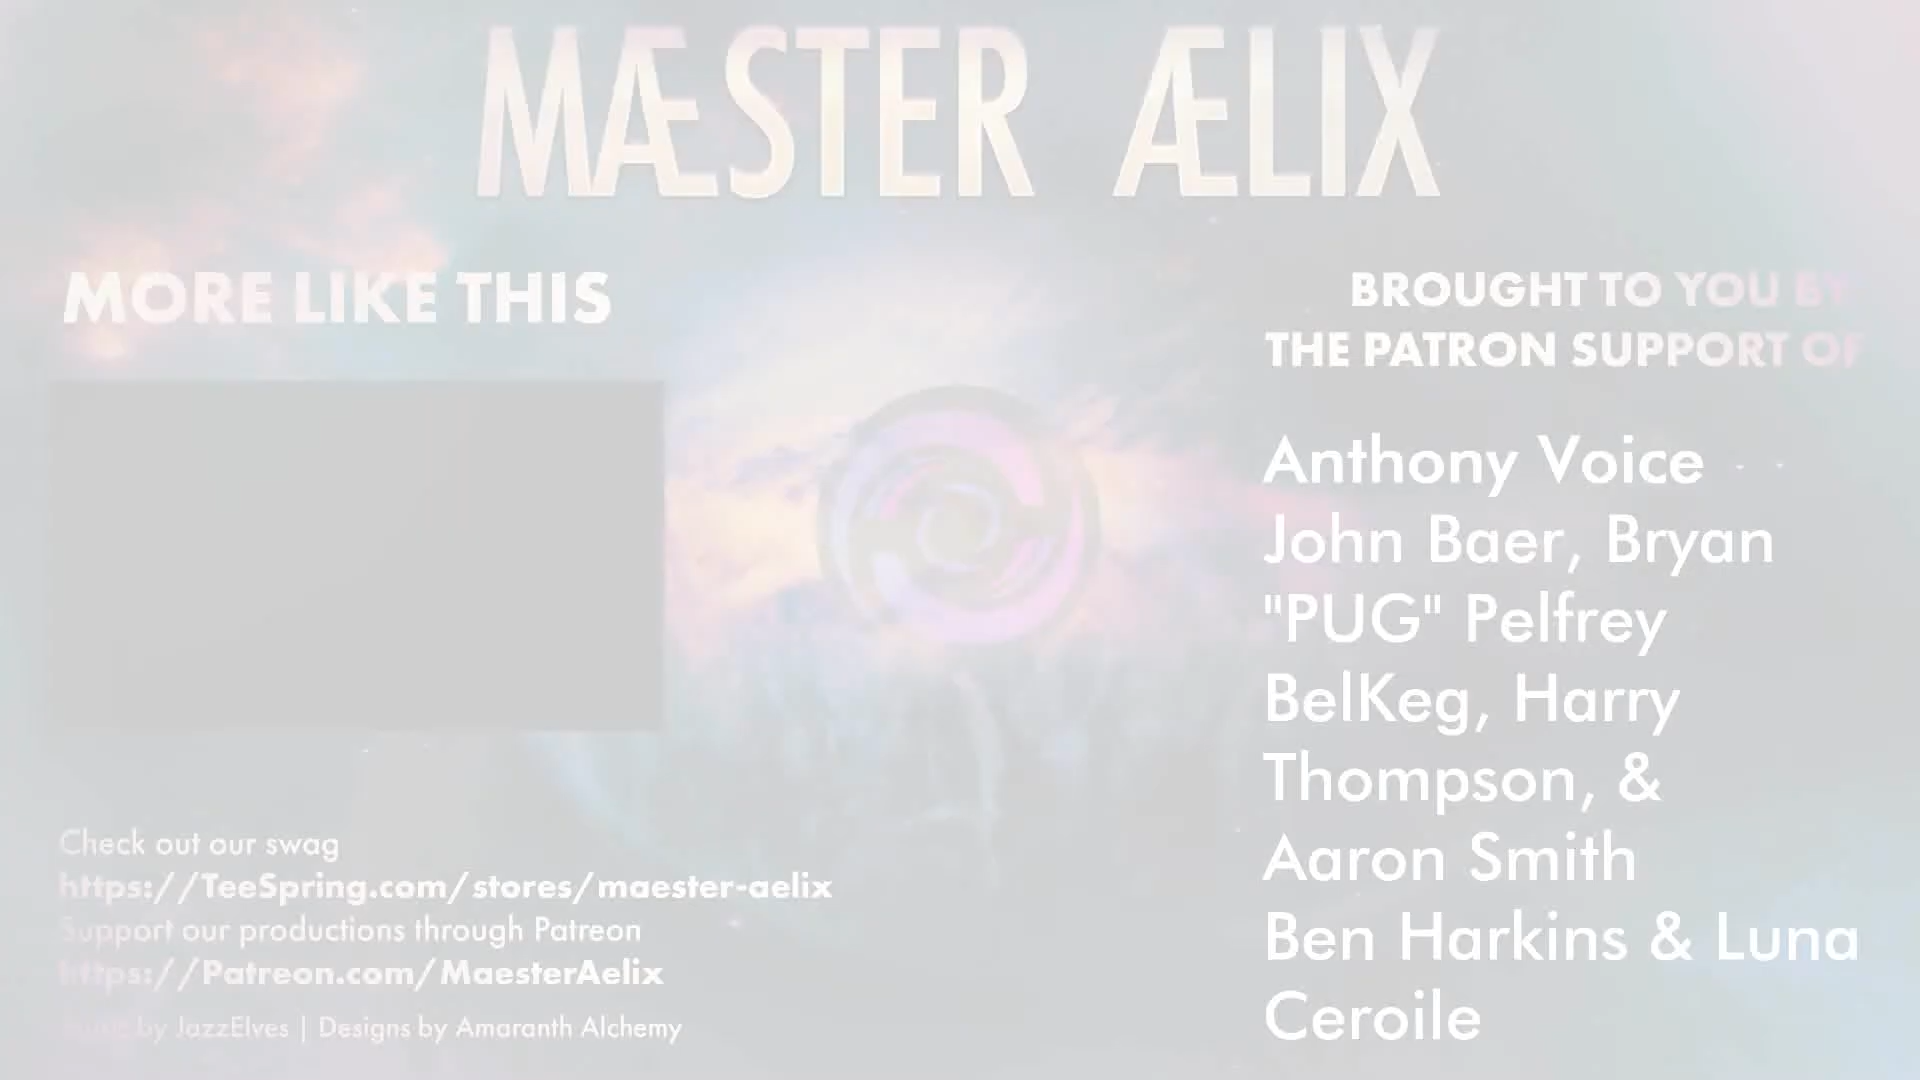 MÆSTER ÆLIX
MORE LIKE THIS
BROUGHT TO YOU BY
THE PATRON SUPPORT OF
Anthony Voice
John Baer, Bryan
"PUG" Pelfrey
BelKeg, Harry
Thompson, &
Aaron Smith
Ben Harkins & Luna
Ceroile
Check out our swag
https://TeeSpring.com/stores/maester-aelix
Support our productions through Patreon
https://Patreon.com/MaesterAelix
by JazzElves | Designs by Amaranth Alchemy